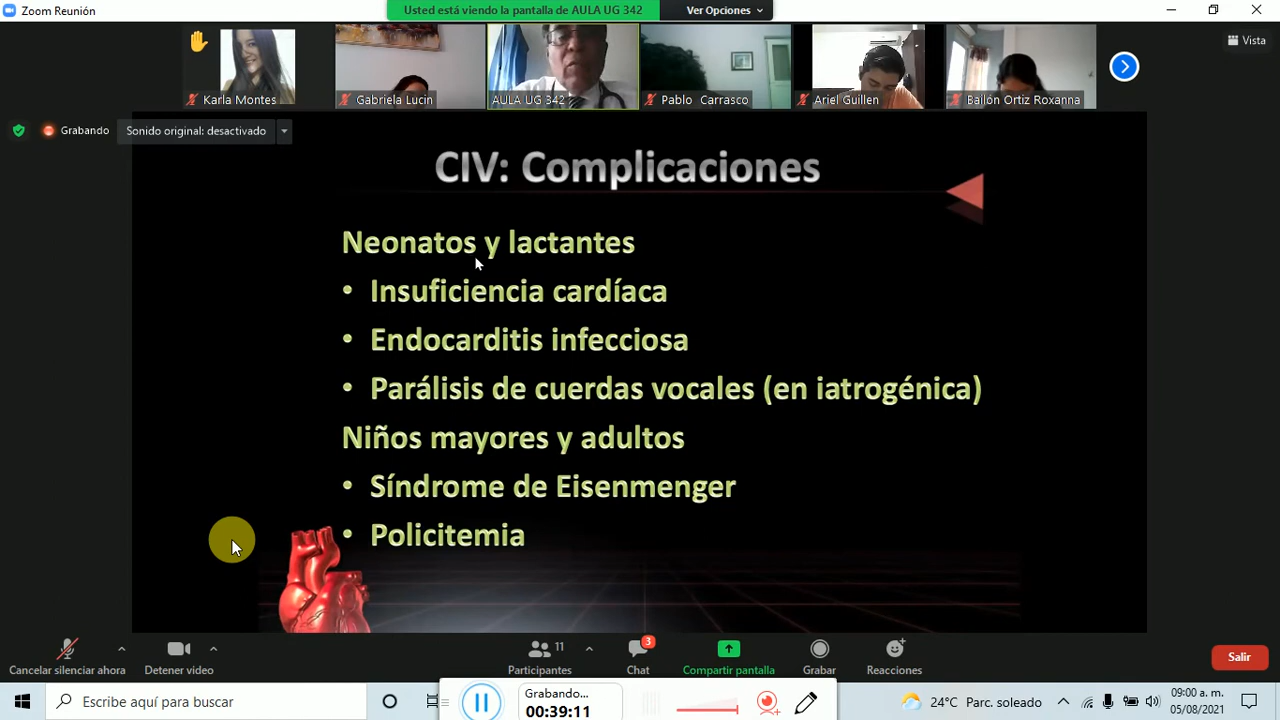 Zoom Reunión
Usted está viendo la pantalla de AULA UG 342
Ver Opciones
Karla Montes
Gabriela Lucin
AULA UG 342
Pablo Carrasco
Ariel Guillen
Bailón Ortiz Roxanna
Vista
Grabando
Sonido original: desactivado
CIV: Complicaciones
Neonatos y lactantes
• Insuficiencia cardíaca
• Endocarditis infecciosa
• Parálisis de cuerdas vocales (en iatrogénica)
Niños mayores y adultos
• Síndrome de Eisenmenger
• Policitemia
Cancelar silenciar ahora
Detener video
11
Participantes
3
Chat
Compartir pantalla
Grabar
Reacciones
Salir
Escribe aquí para buscar
Grabando...
00:39:11
24°C Parc. soleado
09:00 a. m.
05/08/2021